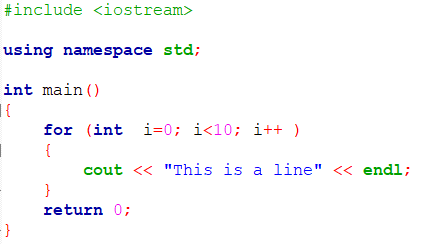 #include <iostream>
using namespace std;
int main()
{
    for (int  i=0; i<10; i++ )
    {
        cout << "This is a line" << endl;
    }
    return 0;
}